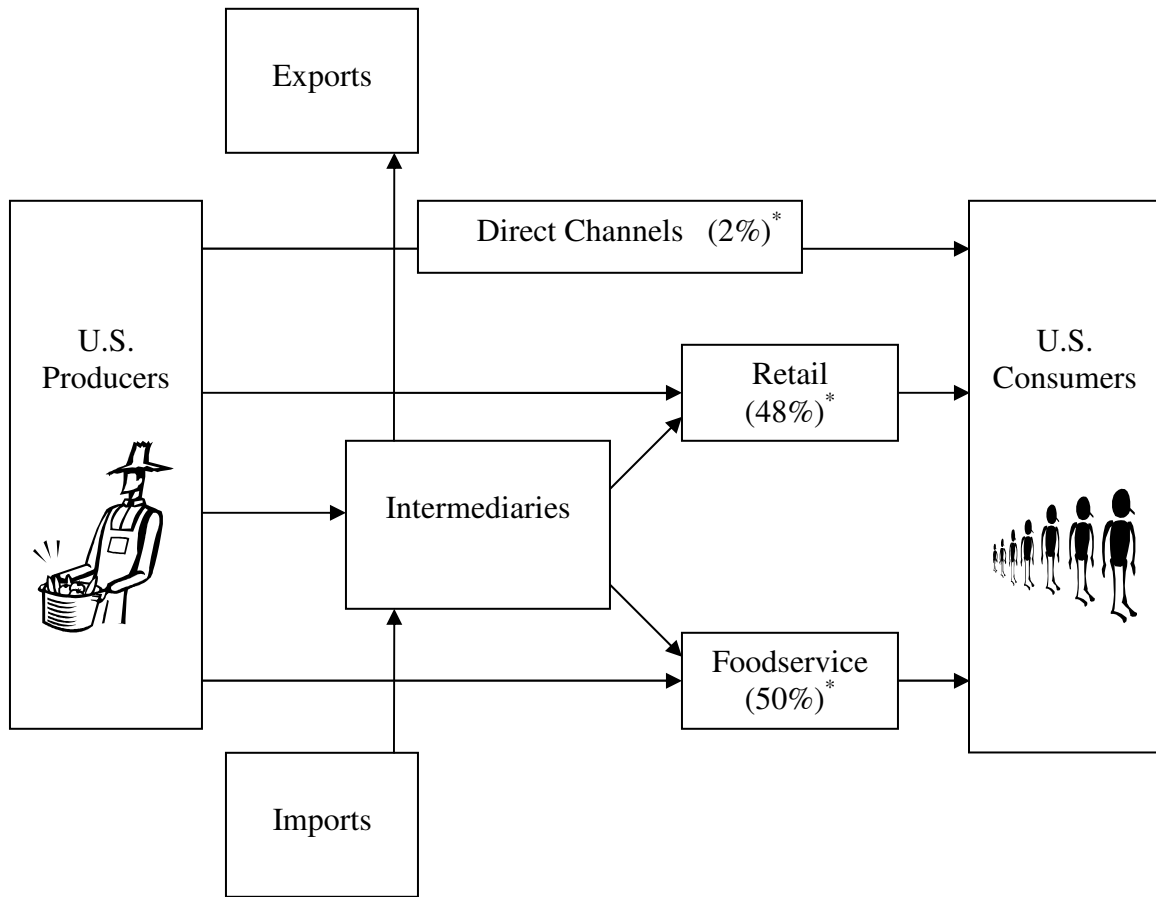 Exports
Direct Channels (2%)*
U.S.
Producers
Retail
(48%)*
U.S.
Consumers
Intermediaries
Foodservice
(50%)*
Imports